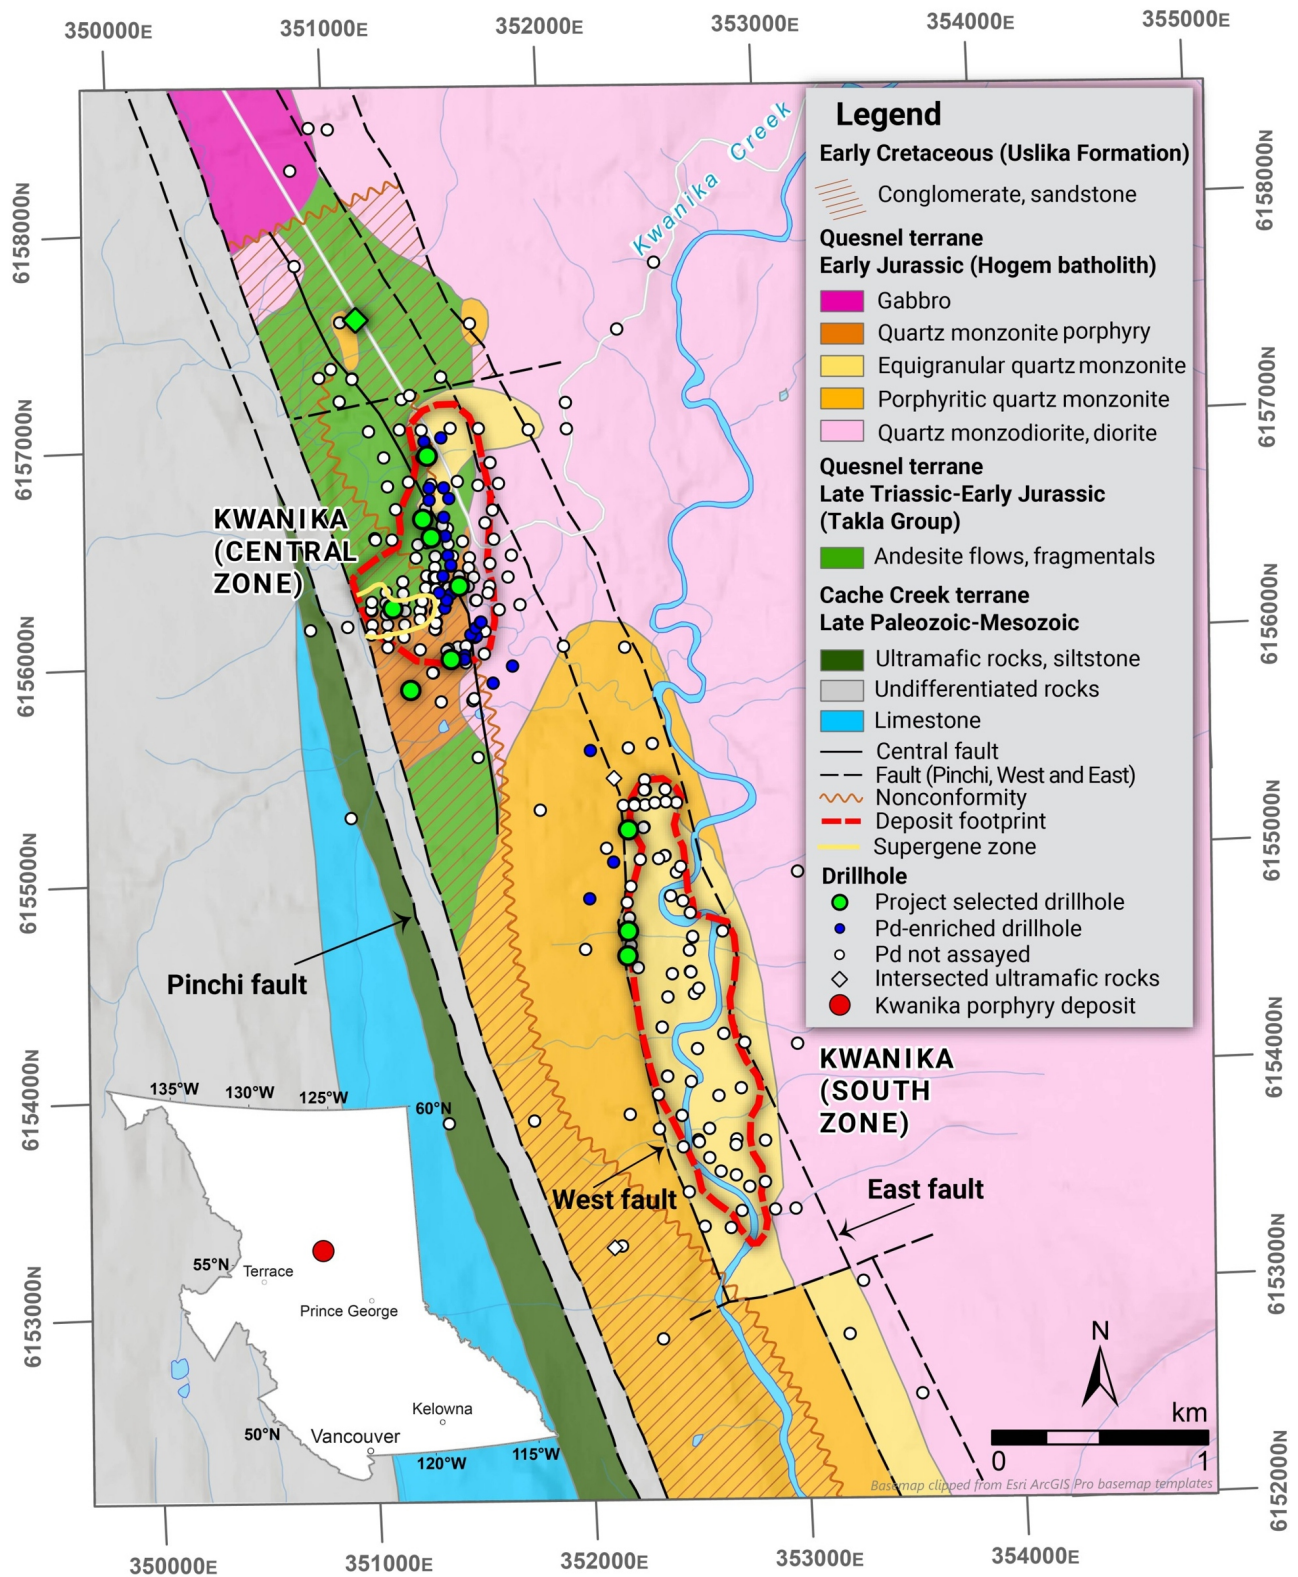 350000E
351000E
352000E
353000E
354000E
355000E
Legend
Early Cretaceous (Uslika Formation)
Conglomerate, sandstone
Quesnel terrane
Early Jurassic (Hogem batholith)
Gabbro
Quartz monzonite porphyry
Equigranular quartz monzonite
Porphyritic quartz monzonite
Quartz monzodiorite, diorite
Quesnel terrane
Late Triassic-Early Jurassic
(Takla Group)
Andesite flows, fragmentals
Cache Creek terrane
Late Paleozoic-Mesozoic
Ultramafic rocks, siltstone
Undifferentiated rocks
Limestone
Central fault
Fault (Pinchi, West and East)
Nonconformity
Deposit footprint
Supergene zone
Drillhole
Project selected drillhole
Pd-enriched drillhole
Pd not assayed
Intersected ultramafic rocks
Kwanika porphyry deposit
Kwanika Creek
KWANIKA
(CENTRAL
ZONE)
Pinchi fault
KWANIKA
(SOUTH
ZONE)
West fault
East fault
6158000N
6157000N
6156000N
6155000N
6154000N
6153000N
6158000N
6157000N
6156000N
6155000N
6154000N
6153000N
6152000N
135°W
130°W
125°W
60°N
55°N
Terrace
Prince George
Kelowna
50°N
Vancouver
120°W
115°W
N
km
0
1
Basemap clipped from Esri ArcGIS Pro basemap templates
350000E
351000E
352000E
353000E
354000E